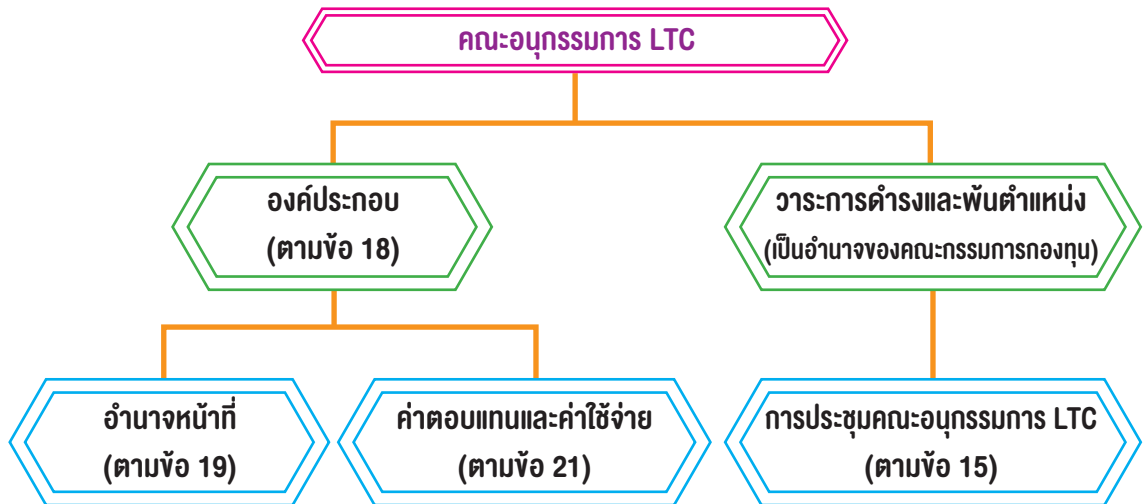 คณะอนุกรรมการ LTC
องค์ประกอบ
(ตามข้อ 18)
วาระการดำรงและพ้นตำแหน่ง
(เป็นอำนาจของคณะกรรมการกองทุน)
อำนาจหน้าที่
(ตามข้อ 19)
ค่าตอบแทนและค่าใช้จ่าย
(ตามข้อ 21)
การประชุมคณะอนุกรรมการ LTC
(ตามข้อ 15)